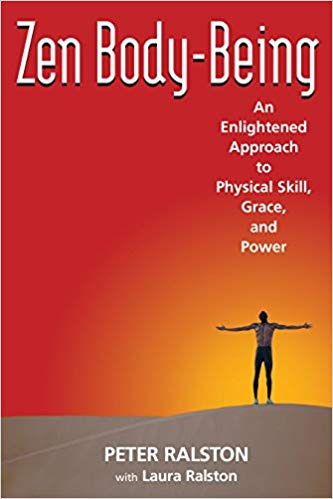 Zen Body-Being
An
Enlightened
Approach
to
Physical Skill,
Grace,
and
Power
PETER RALSTON
with Laura Ralston